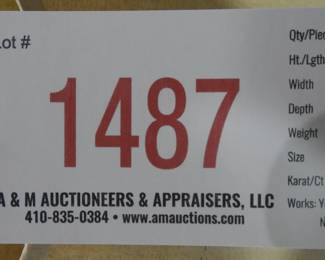 Lot #
1487
A & M AUCTIONEERS & APPRAISERS, LLC
410-835-0384 • www.amauctions.com
Qty/Pie
Ht./Lgth
Width
Depth
Weight
Size
Karat/Ct
Works: Y
N